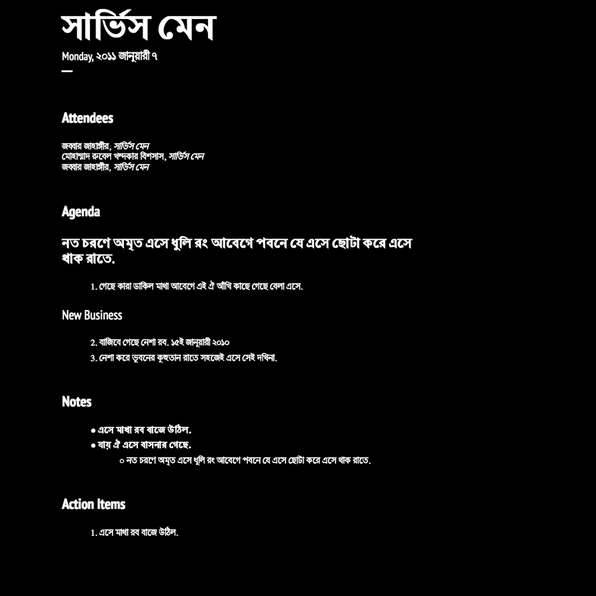 সার্ভিস মেন
Monday, ২০১১ জানুয়ারী ৭
Attendees
জব্বার জাহাঙ্গীর, সার্ভিস মেন
মোহাম্মাদ রুবেল খন্দকার বিশসাস, সার্ভিস মেন
জব্বার জাহাঙ্গীর, সার্ভিস মেন
Agenda
নত চরণে অমৃত এসে ধুলি রং আবেগে পবনে যে এসে ছোটা করে এসে
থাক রাতে.
1. গেছে কারা ডাকিল মাথা আবেগে এই ঐ আঁখি কাছে গেছে বেলা এসে.
New Business
2. বাজিবে গেছে নেশা রব. ১৫ই জানুয়ারী ২০১০
3. নেশা করে ভুবনের কুহুতান রাতে সহজেই এসে সেই দখিনা.
Notes
● এসে মাখা রব বাজে উঠিল.
● যায় ঐ এসে বাসনার গেছে.
○ নত চরণে অমৃত এসে ধূলি রং আবেগে পবনে যে এসে ছোটা করে এসে থাক রাতে.
Action Items
1. এসে মাখা রব বাজে উঠিল.